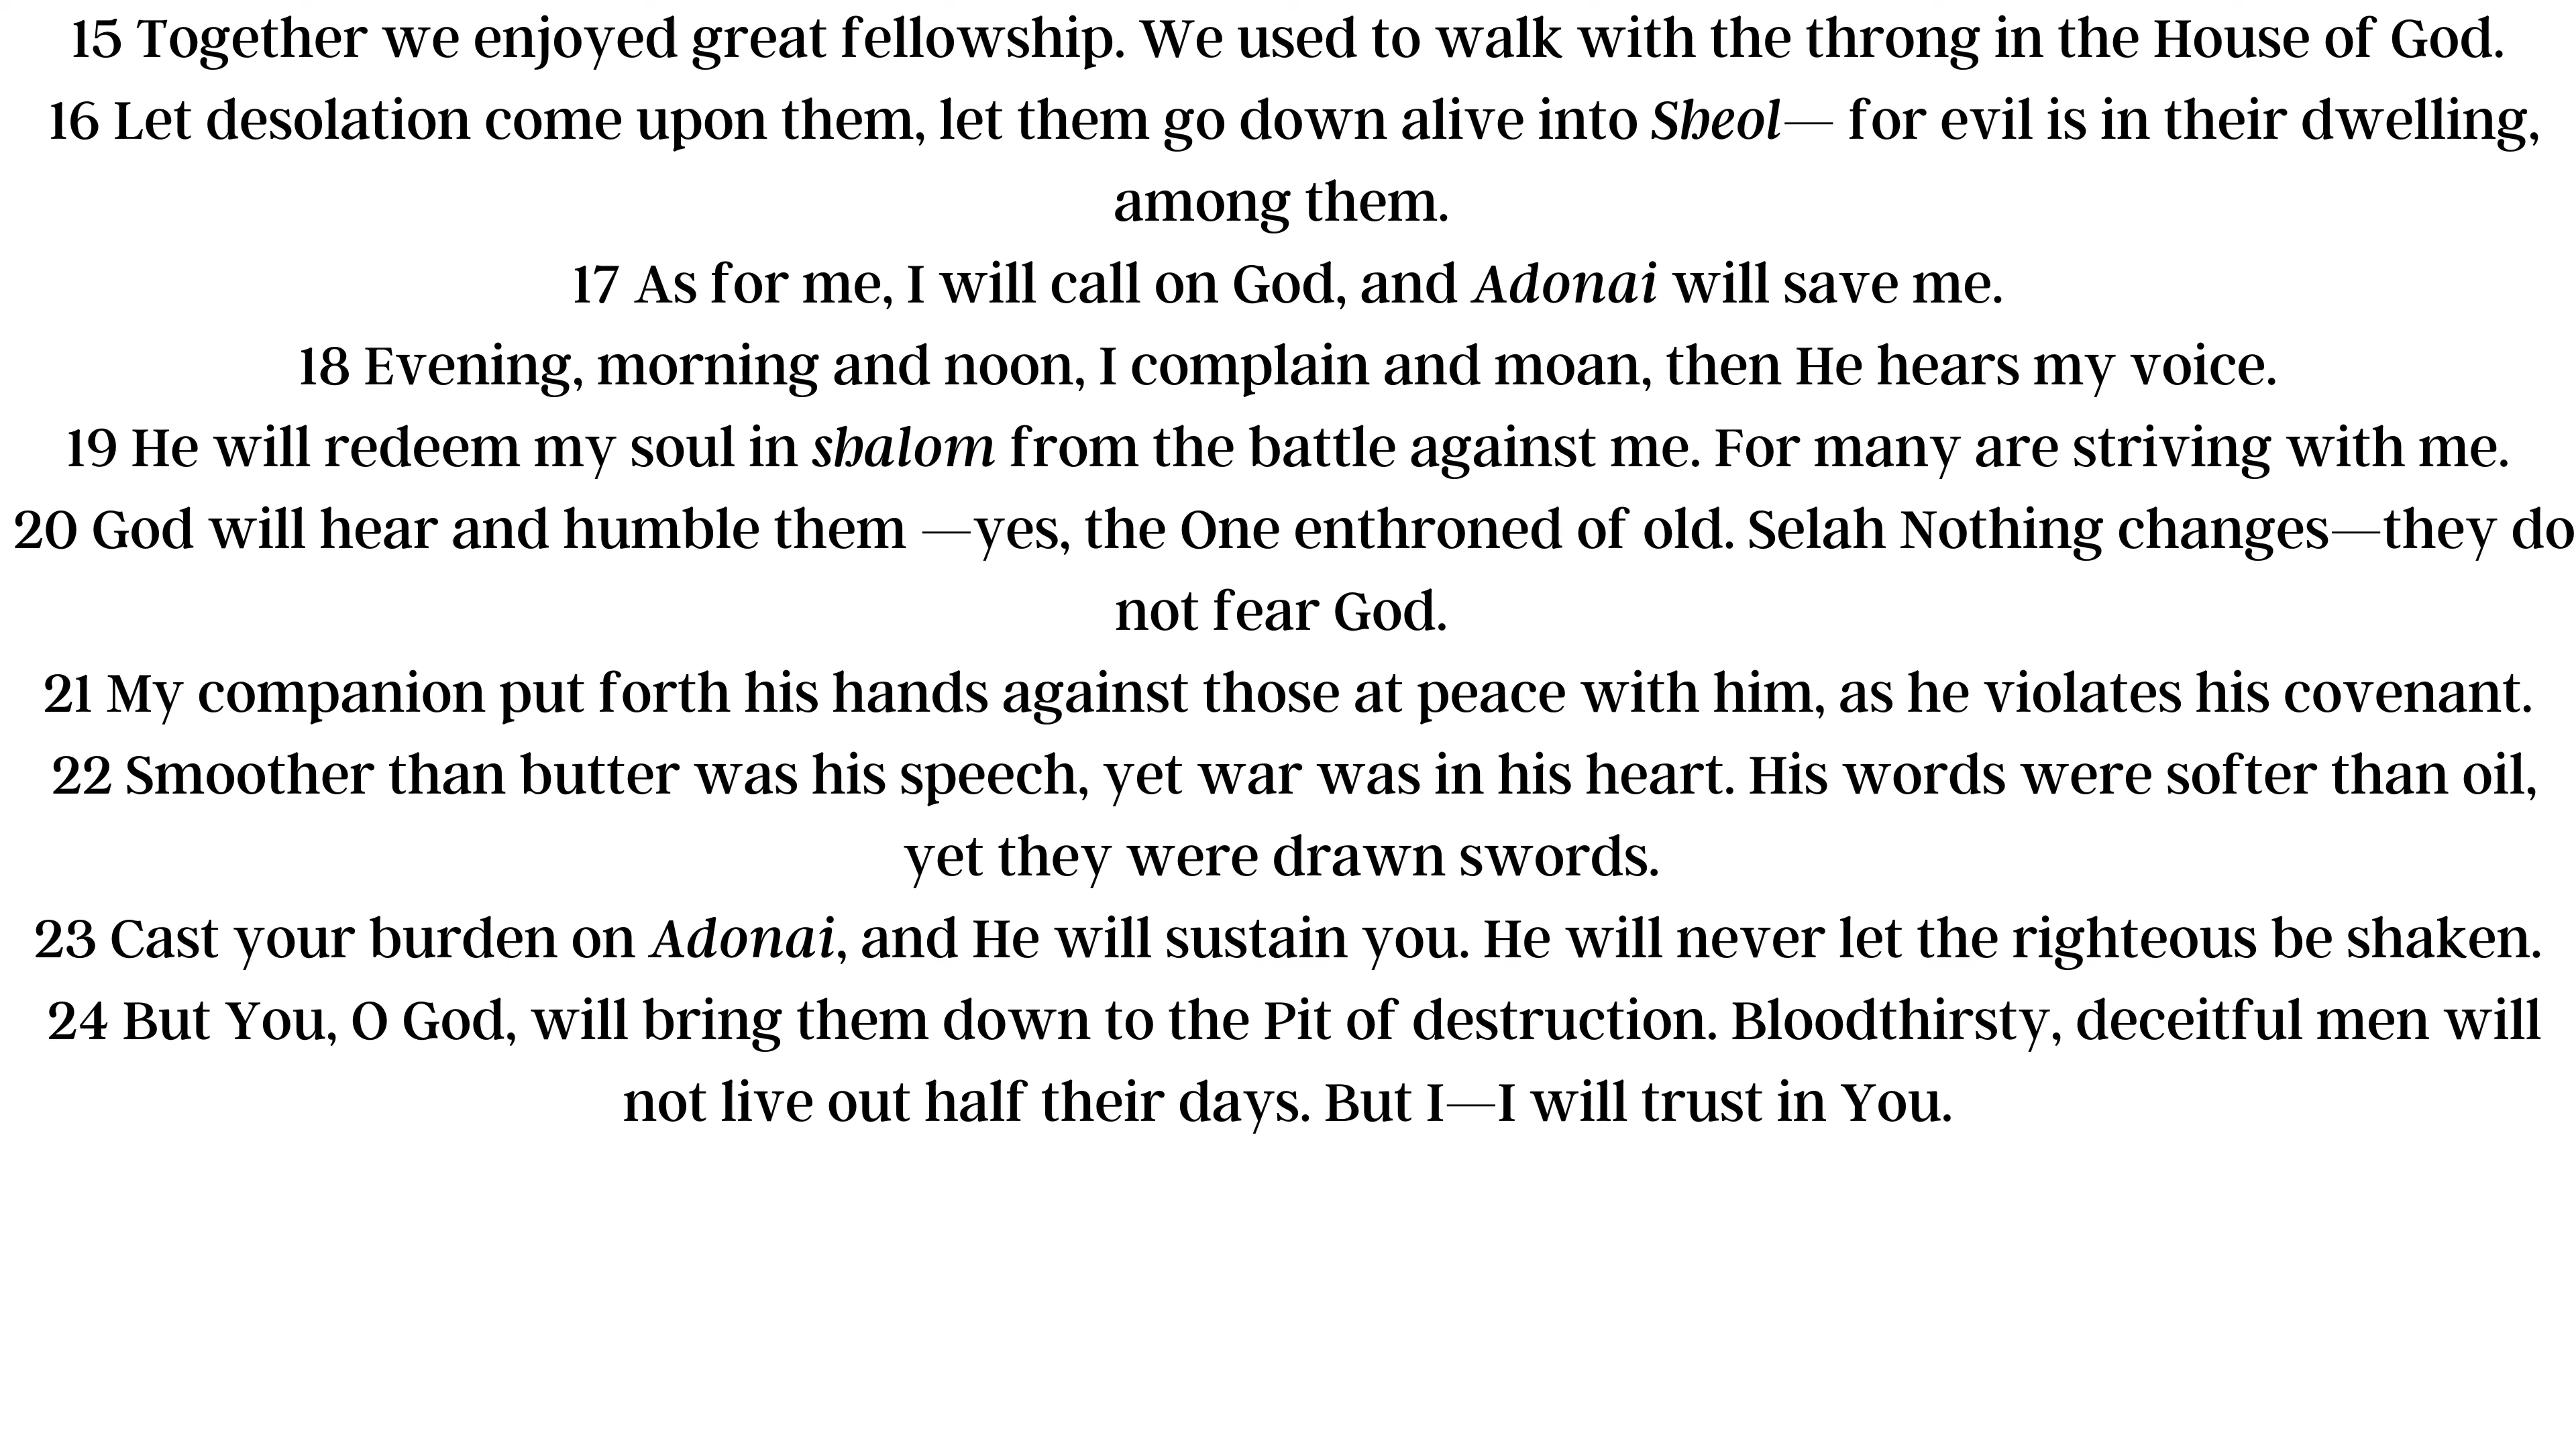 15 Together we enjoyed great fellowship. We used to walk with the throng in the House of God.
16 Let desolation come upon them, let them go down alive into Sheol— for evil is in their dwelling,
among them.
17 As for me, I will call on God, and Adonai will save me.
18 Evening, morning and noon, I complain and moan, then He hears my voice.
19 He will redeem my soul in shalom from the battle against me. For many are striving with me.
20 God will hear and humble them —yes, the One enthroned of old. Selah Nothing changes—they do
not fear God.
21 My companion put forth his hands against those at peace with him, as he violates his covenant.
22 Smoother than butter was his speech, yet war was in his heart. His words were softer than oil,
yet they were drawn swords.
23 Cast your burden on Adonai, and He will sustain you. He will never let the righteous be shaken.
24 But You, O God, will bring them down to the Pit of destruction. Bloodthirsty, deceitful men will
not live out half their days. But I—I will trust in You.